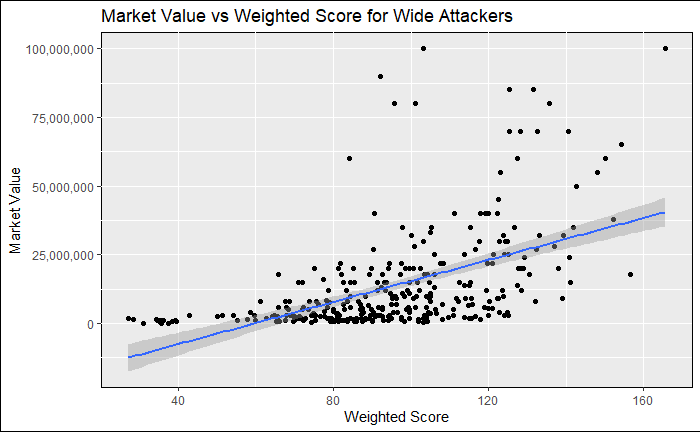 Market Value vs Weighted Score for Wide Attackers
100,000,000
75,000,000
50,000,000
25,000,000
0
Market Value
40 80 120 160
Weighted Score